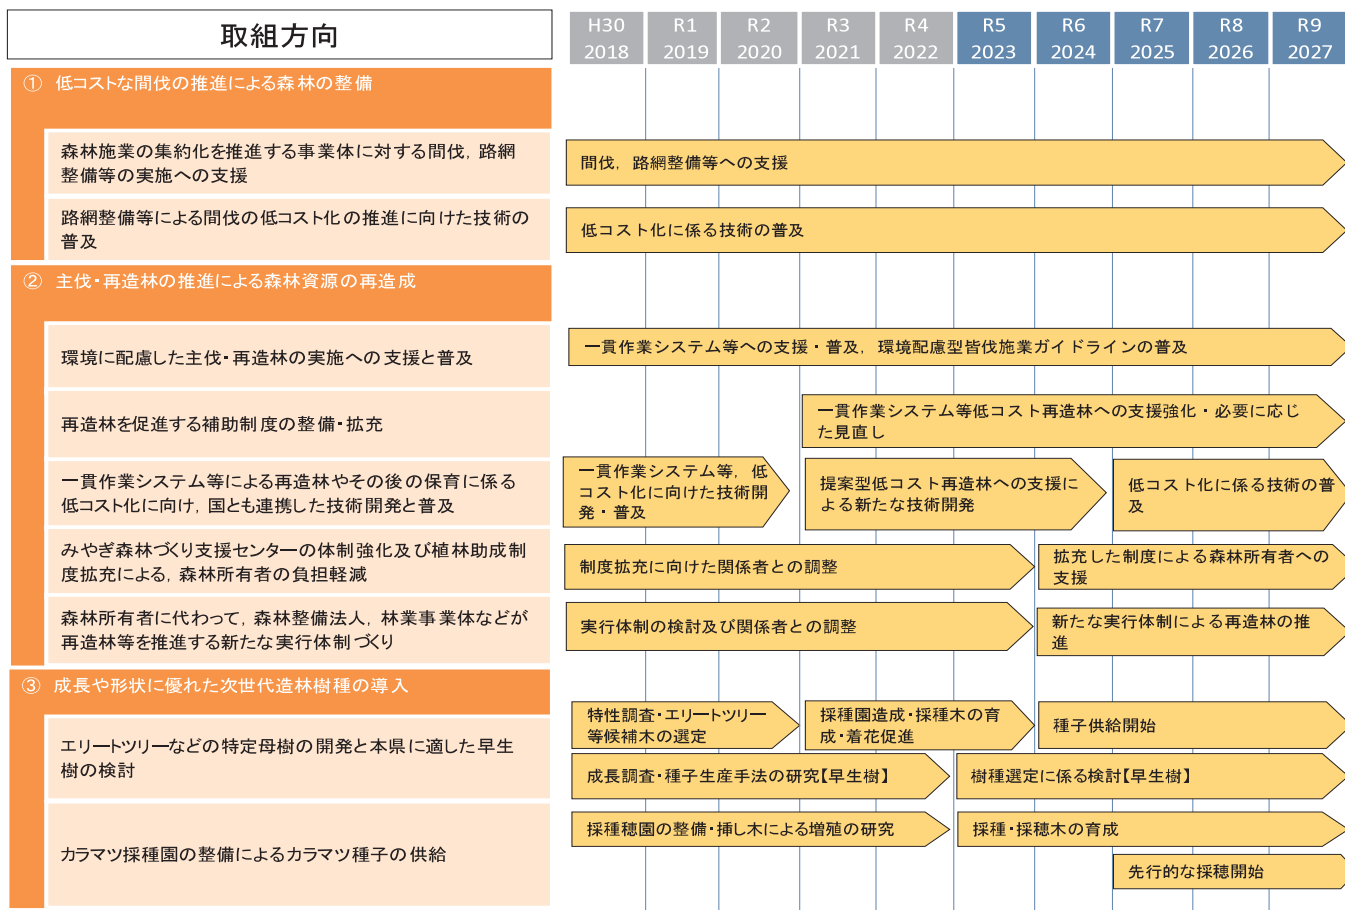 取組方向
H30 R1 R2 R3 R4 R5 R6 R7 R8 R9
2018 2019 2020 2021 2022 2023 2024 2025 2026 2027
① 低コストな間伐の推進による森林の整備
森林施業の集約化を推進する事業体に対する間伐，路網
整備等の実施への支援
間伐，路網整備等への支援
路網整備等による間伐の低コスト化の推進に向けた技術の
普及
低コスト化に係る技術の普及
② 主伐・再造林の推進による森林資源の再造成
環境に配慮した主伐・再造林の実施への支援と普及
一貫作業システム等への支援・普及，環境配慮型皆伐施業ガイドラインの普及
再造林を促進する補助制度の整備・拡充
一貫作業システム等低コスト再造林への支援強化・必要に応じ
た見直し
一貫作業システム等による再造林やその後の保育に係る
低コスト化に向け，国とも連携した技術開発と普及
一貫作業システム等，低
コスト化に向けた技術開
発・普及
提案型低コスト再造林への支援に
よる新たな技術開発
低コスト化に係る技術の普
及
みやぎ森林づくり支援センターの体制強化及び植林助成制
度拡充による，森林所有者の負担軽減
制度拡充に向けた関係者との調整
拡充した制度による森林所有者への
支援
森林所有者に代わって，森林整備法人，林業事業体などが
再造林等を推進する新たな実行体制づくり
実行体制の検討及び関係者との調整
新たな実行体制による再造林の推
進
③ 成長や形状に優れた次世代造林樹種の導入
エリートツリーなどの特定母樹の開発と本県に適した早生
樹の検討
特性調査・エリートツリー
等候補木の選定
採種園造成・採種木の育
成・着花促進
種子供給開始
成長調査・種子生産手法の研究【早生樹】
樹種選定に係る検討【早生樹】
カラマツ採種園の整備によるカラマツ種子の供給
採種穂園の整備・挿し木による増殖の研究
採種・採穂木の育成
先行的な採穂開始